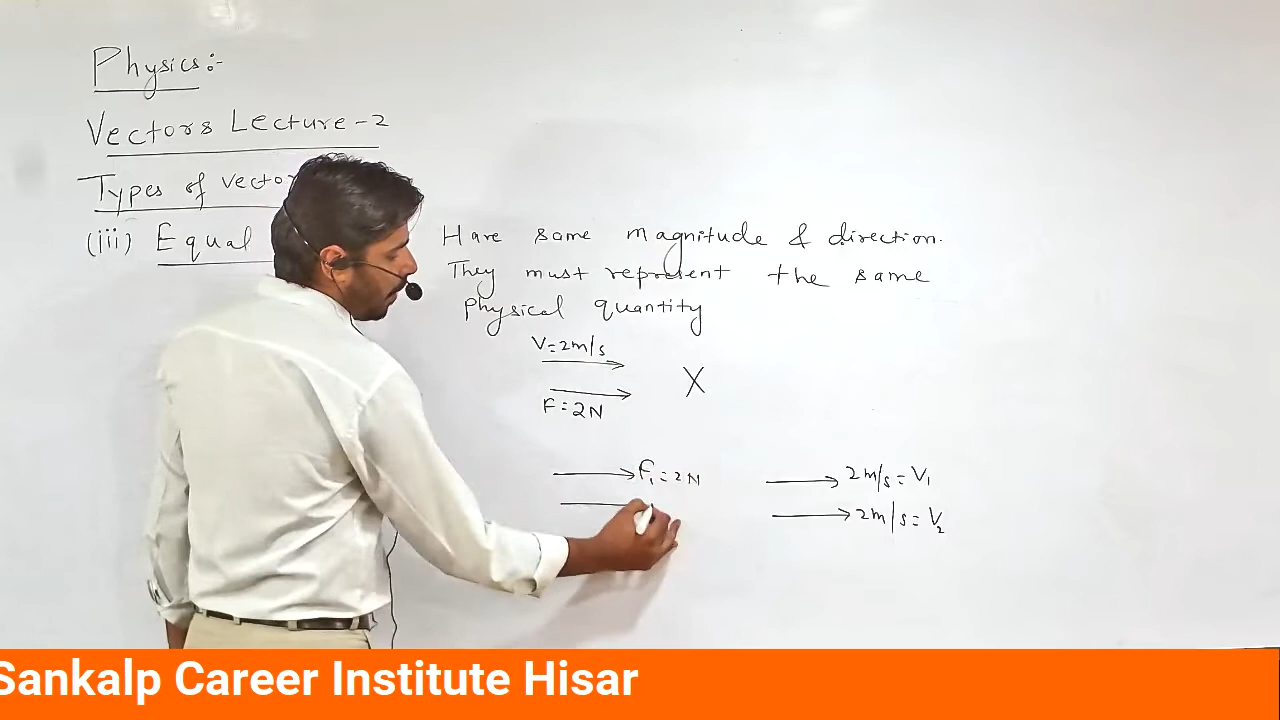 Physics:-
Vectors Lecture-2
Types of Vector
(iii) Equal
Have same magnitude & direction.
They must represent the same
physical quantity
V=2m/s
F=2N
X
F₁=2N
2m/s=V₁
2m/s=V₂
Sankalp Career Institute Hisar